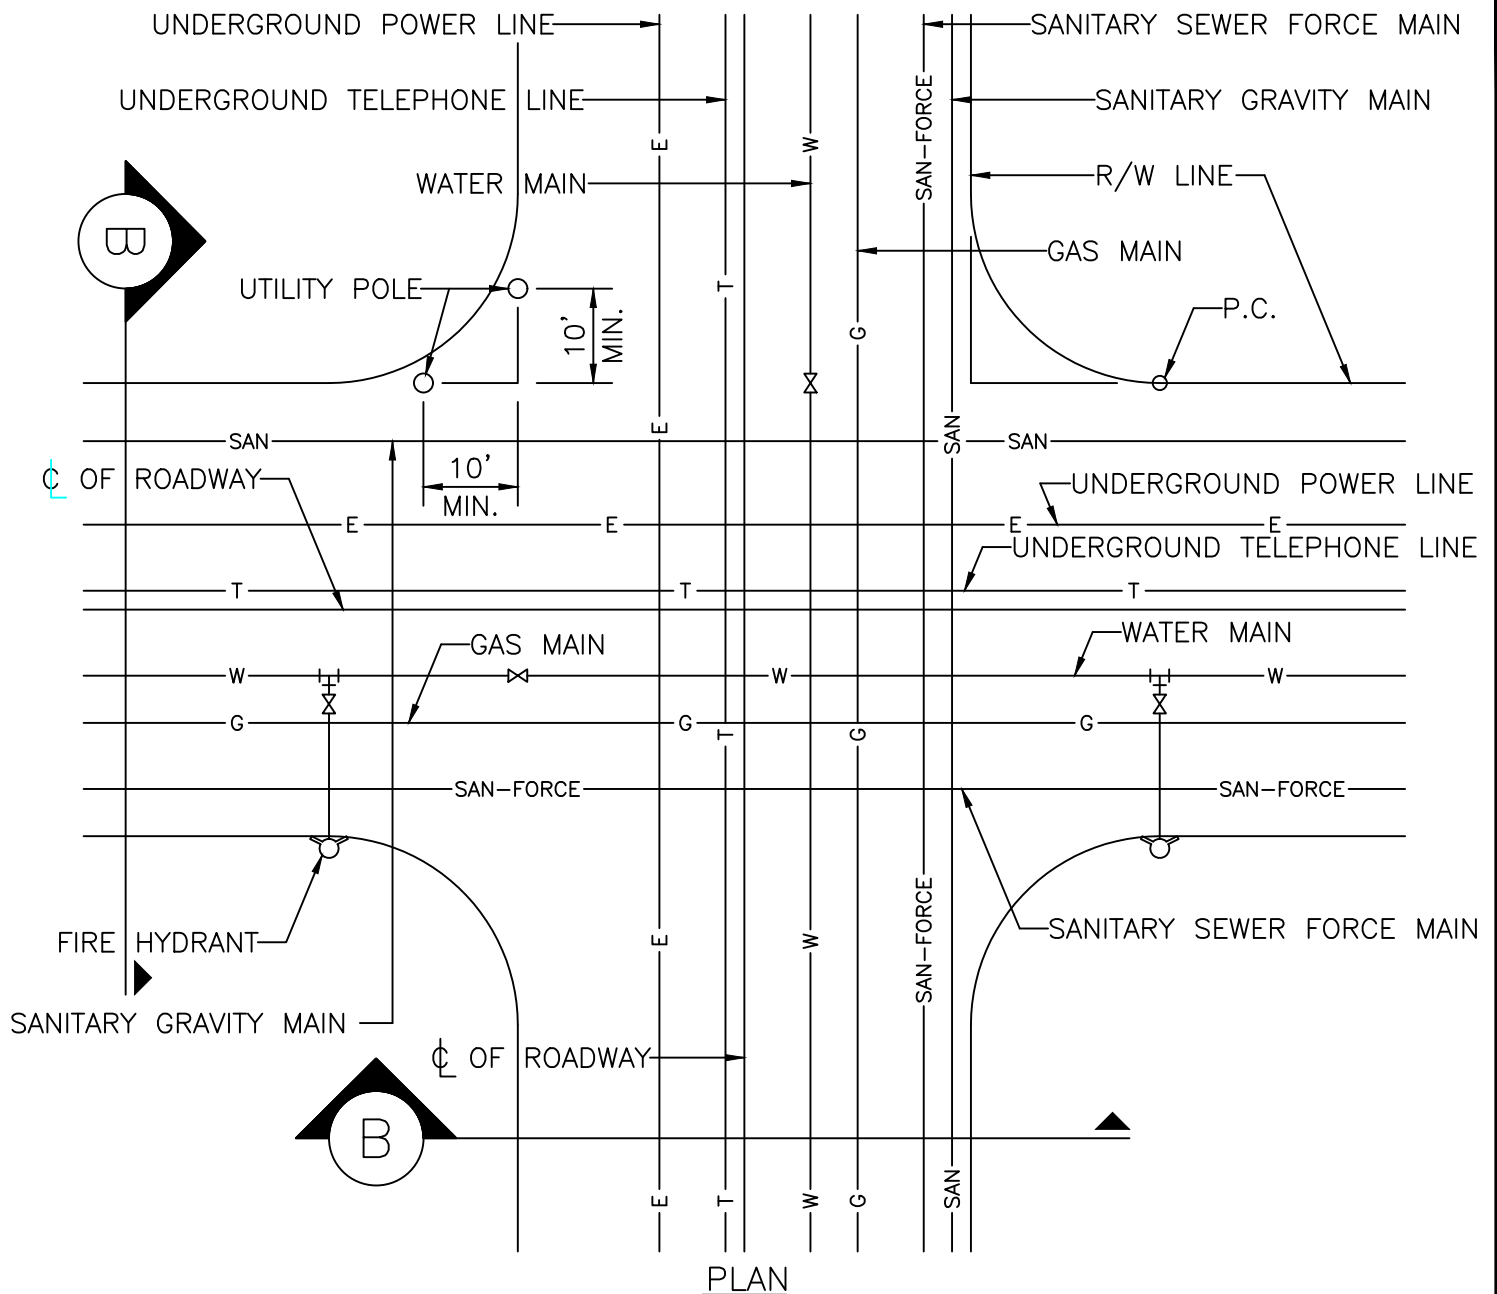 UNDERGROUND POWER LINE
SANITARY SEWER FORCE MAIN
UNDERGROUND TELEPHONE LINE
SANITARY GRAVITY MAIN
SAN-FORCE
E
W
WATER MAIN
R/W LINE
B
GAS MAIN
UTILITY POLE
T
10'
MIN.
P.C.
G
E
SAN
SAN
SAN
℄ OF ROADWAY
10'
MIN.
UNDERGROUND POWER LINE
E
E
E
E
UNDERGROUND TELEPHONE LINE
T
T
T
GAS MAIN
WATER MAIN
W
W
W
G
G
G
T
G
SAN-FORCE
SAN-FORCE
FIRE HYDRANT
E
W
SAN-FORCE
SANITARY SEWER FORCE MAIN
SANITARY GRAVITY MAIN
℄ OF ROADWAY
B
E
T
W
G
SAN
PLAN